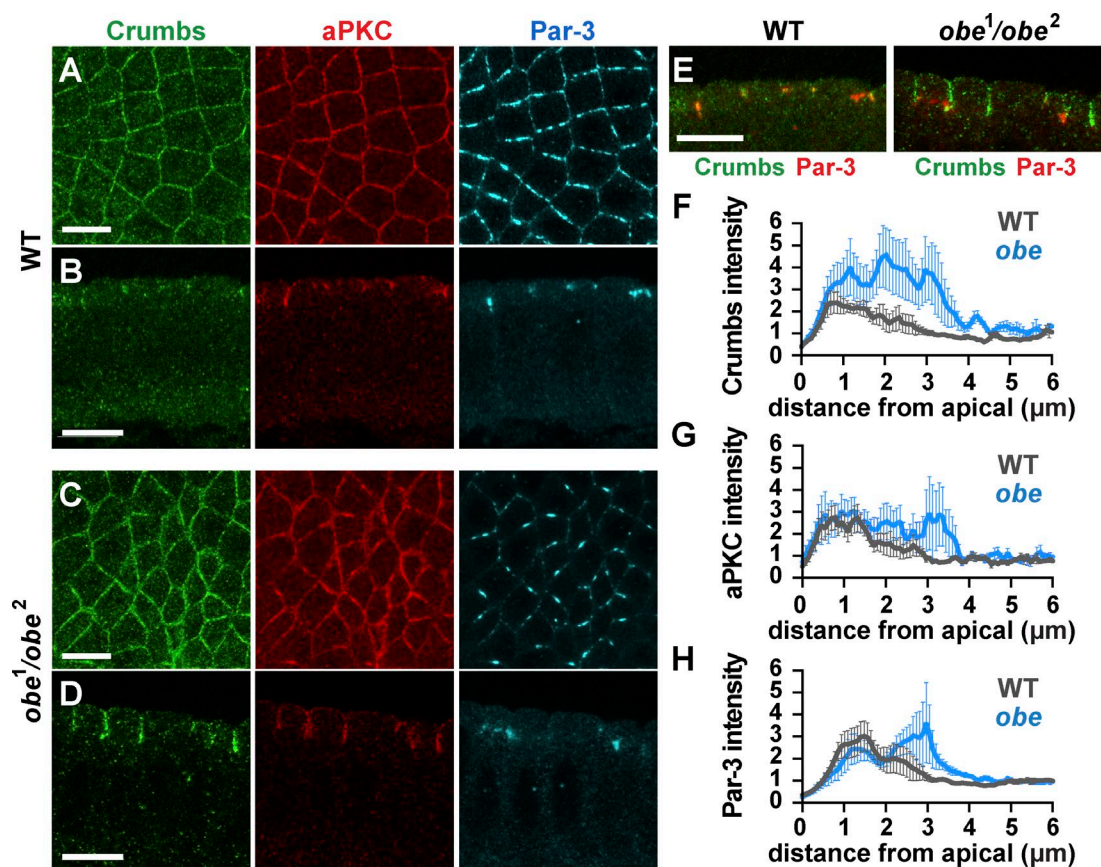 Crumbs aPKC Par-3
WT
A
B
obe1/obe2
C
D
WT obe1/obe2
E
Crumbs Par-3 Crumbs Par-3
F
Crumbs intensity
6
5
4
3
2
1
0 1 2 3 4 5 6
distance from apical (µm)
WT
obe
G
aPKC intensity
6
5
4
3
2
1
0 1 2 3 4 5 6
distance from apical (µm)
WT
obe
H
Par-3 intensity
6
5
4
3
2
1
0 1 2 3 4 5 6
distance from apical (µm)
WT
obe